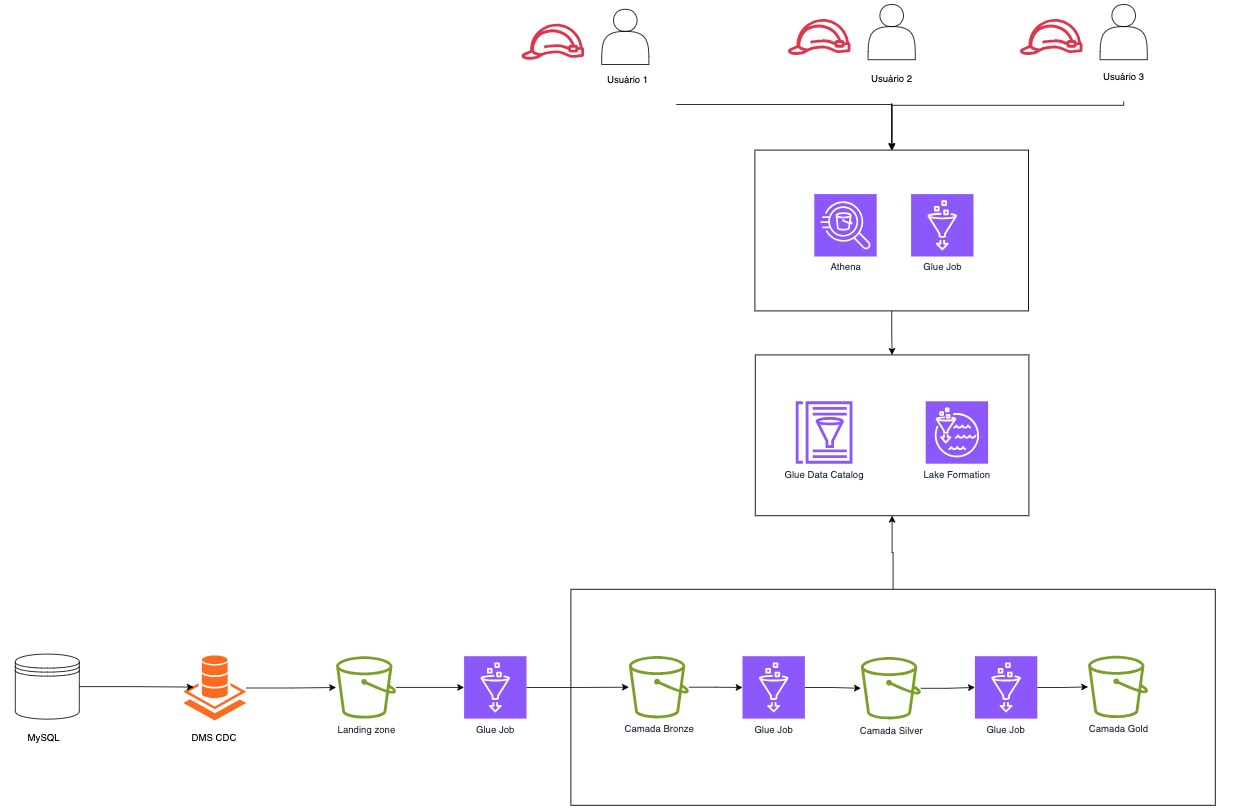 Usuário 1
Usuário 2
Usuário 3
Athena
Glue Job
Glue Data Catalog
Lake Formation
MySQL
DMS CDC
Landing zone
Glue Job
Camada Bronze
Glue Job
Camada Silver
Glue Job
Camada Gold